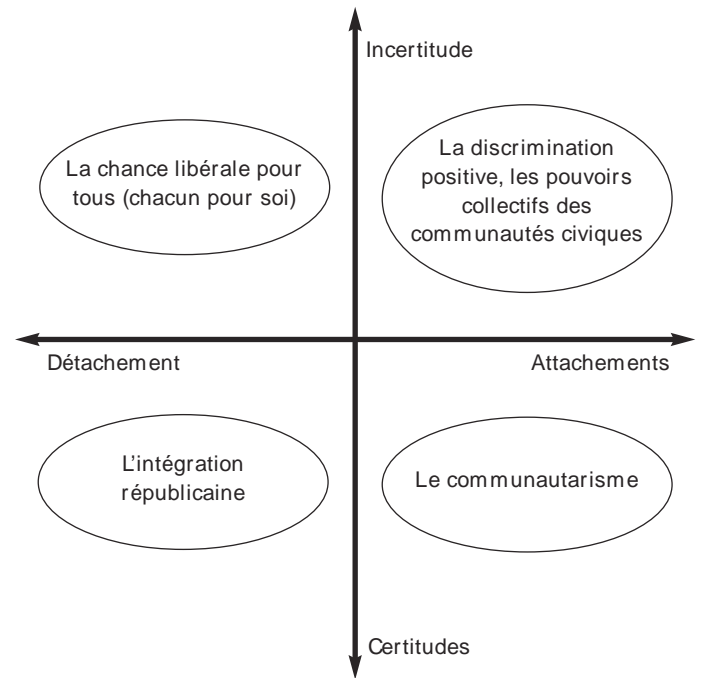 Incertitude
La chance libérale pour
tous (chacun pour soi)
La discrimination
positive, les pouvoirs
collectifs des
communautés civiques
Détachement
Attachements
L'intégration
républicaine
Le communautarisme
Certitudes